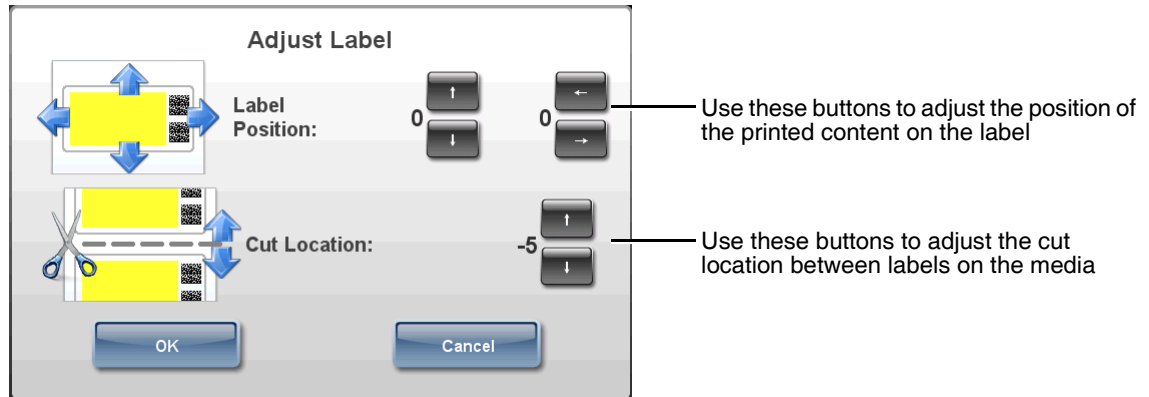 Adjust Label
Label
Position:
0
0
Use these buttons to adjust the position of
the printed content on the label
Cut Location:
-5
Use these buttons to adjust the cut
location between labels on the media
OK
Cancel